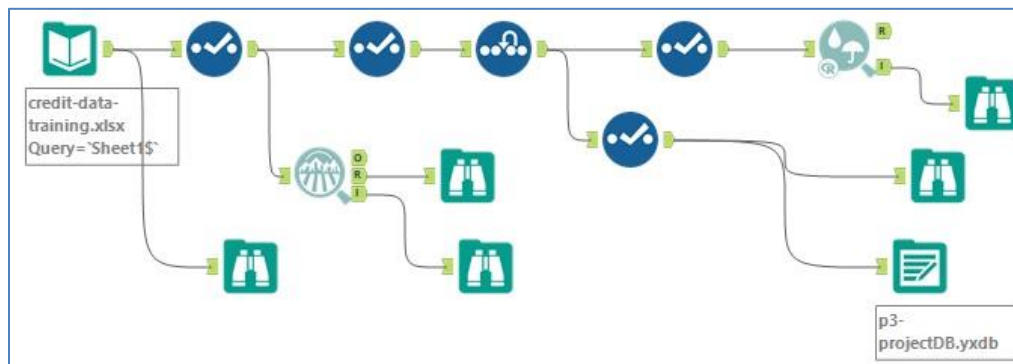 R
I
credit-data-
training.xlsx
Query=`Sheet1$`
O
R
I
R
p3-
projectDB.yxdb